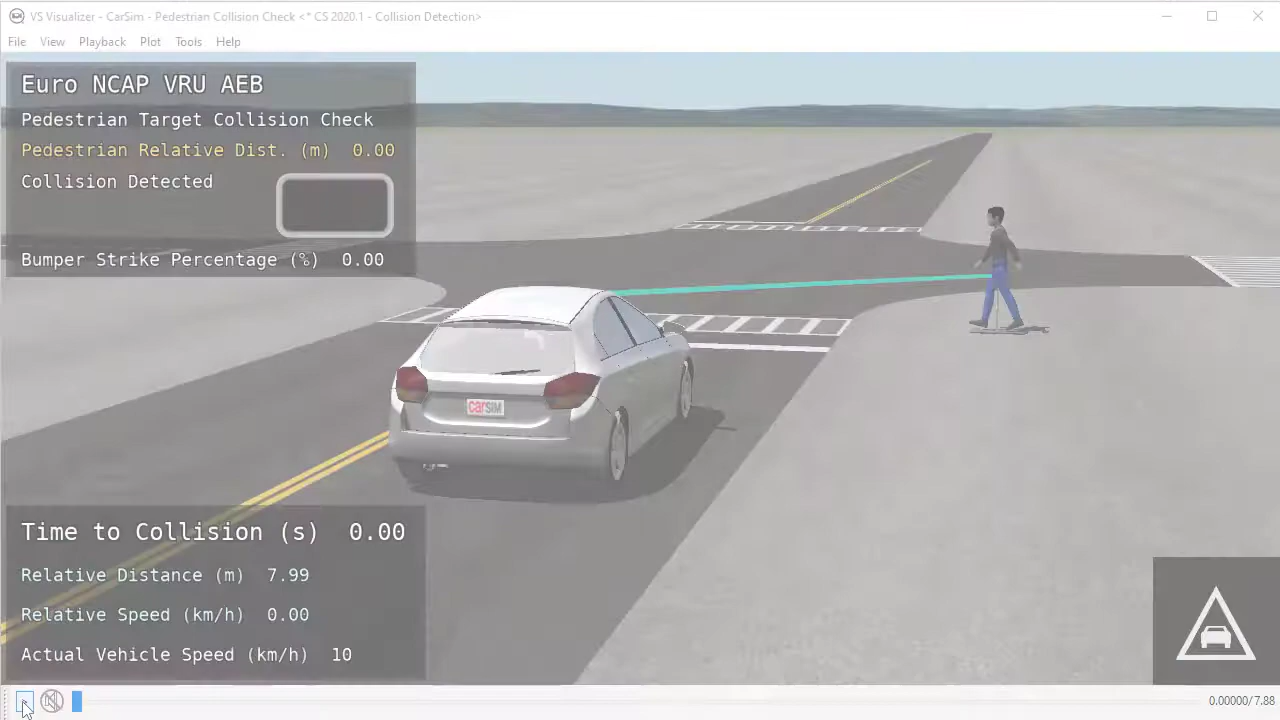 VS Visualizer - CarSim - Pedestrian Collision Check <* CS 2020.1 - Collision Detection>
File View Playback Plot Tools Help
Euro NCAP VRU AEB
Pedestrian Target Collision Check
Pedestrian Relative Dist. (m) 0.00
Collision Detected
Bumper Strike Percentage (%) 0.00
carSIM
Time to Collision (s) 0.00
Relative Distance (m) 7.99
Relative Speed (km/h) 0.00
Actual Vehicle Speed (km/h) 10
0.00000/7.88